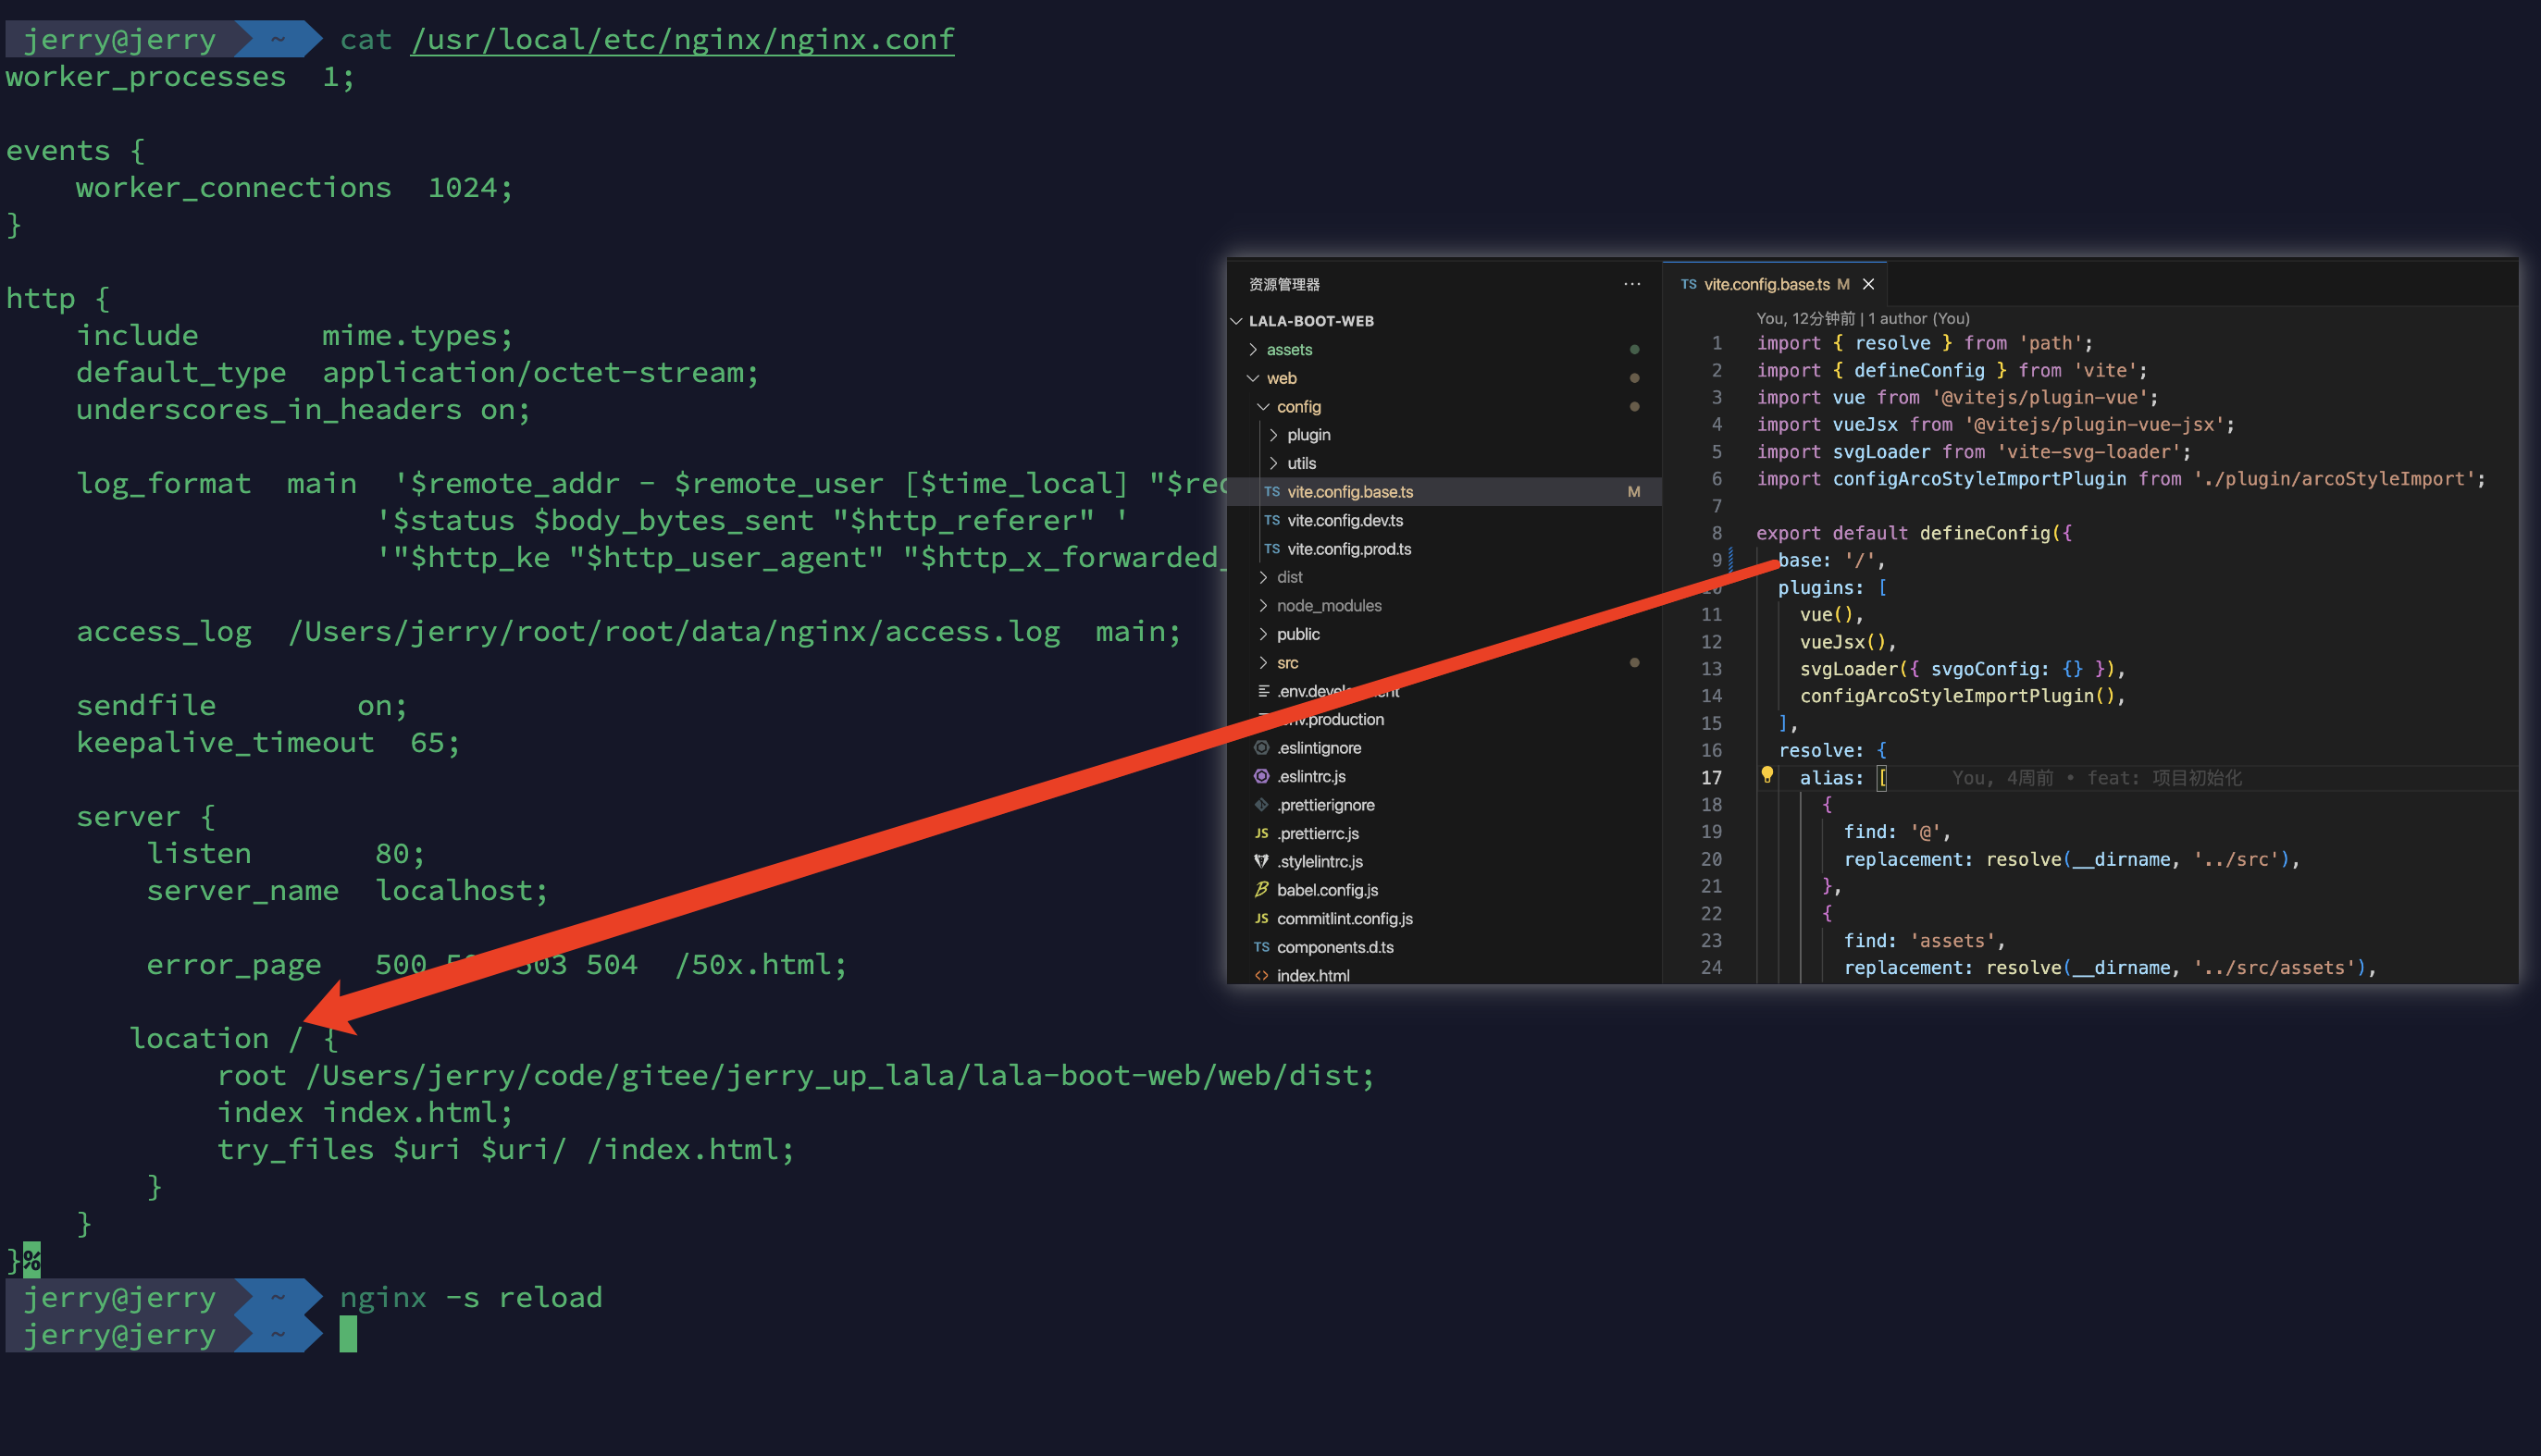 jerry@jerry ~ cat /usr/local/etc/nginx/nginx.conf
worker_processes  1;
events {
    worker_connections  1024;
}
http {
    include       mime.types;
    default_type  application/octet-stream;
    underscores_in_headers on;
    log_format  main  '$remote_addr - $remote_user [$time_local]
                 '$status $body_bytes_sent "$http_referer" '
                 '"$http_ke "$http_user_agent" "$http_x_forwarded_
    access_log  /Users/jerry/root/root/data/nginx/access.log  main;
    sendfile        on;
    keepalive_timeout  65;
    server {
        listen       80;
        server_name  localhost;
        error_page   500 503 504  /50x.html;
       location / {
            root /Users/jerry/code/gitee/jerry_up_lala/lala-boot-web/web/dist;
            index index.html;
            try_files $uri $uri/ /index.html;
        }
    }
}%
jerry@jerry ~ nginx -s reload
jerry@jerry ~
资源管理器 ···
LALA-BOOT-WEB
assets
web
config
plugin
utils
TS vite.config.base.ts M
TS vite.config.dev.ts
TS vite.config.prod.ts
dist
node_modules
public
src
.env.development
.env.production
.eslintignore
.eslintrc.js
.prettierignore
JS .prettierrc.js
.stylelintrc.js
babel.config.js
JS commitlint.config.js
TS components.d.ts
<> index.html
TS vite.config.base.ts M ×
You, 12分钟前 | 1 author (You)
1 import { resolve } from 'path';
2 import { defineConfig } from 'vite';
3 import vue from '@vitejs/plugin-vue';
4 import vueJsx from '@vitejs/plugin-vue-jsx';
5 import svgLoader from 'vite-svg-loader';
6 import configArcoStyleImportPlugin from './plugin/arcoStyleImport';
7
8 export default defineConfig({
9   base: '/',
10   plugins: [
11     vue(),
12     vueJsx(),
13     svgLoader({ svgoConfig: {} }),
14     configArcoStyleImportPlugin(),
15   ],
16   resolve: {
17     alias: [ You, 4周前 • feat: 项目初始化
18       {
19         find: '@',
20         replacement: resolve(__dirname, '../src'),
21       },
22       {
23         find: 'assets',
24         replacement: resolve(__dirname, '../src/assets'),